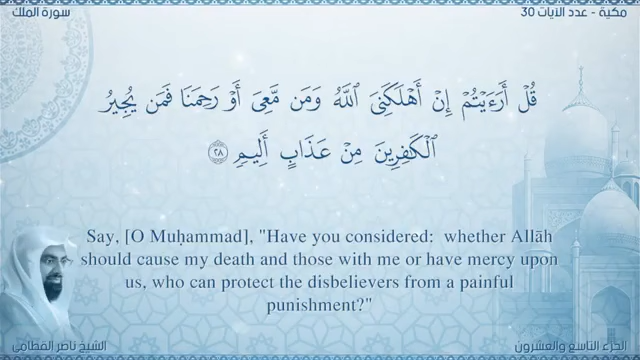 سورة الملك
مكية - عدد الآيات 30
قُلْ أَرَءَيْتُمْ إِنْ أَهْلَكَنِىَ ٱللَّهُ وَمَن مَّعِىَ أَوْ رَحِمَنَا فَمَن يُجِيرُ
ٱلْكَٰفِرِينَ مِنْ عَذَابٍ أَلِيمٍ ٢٨
Say, [O Muḥammad], "Have you considered: whether Allāh
should cause my death and those with me or have mercy upon
us, who can protect the disbelievers from a painful
punishment?"
الجزء التاسع والعشرون
الشيخ ناصر القطامي